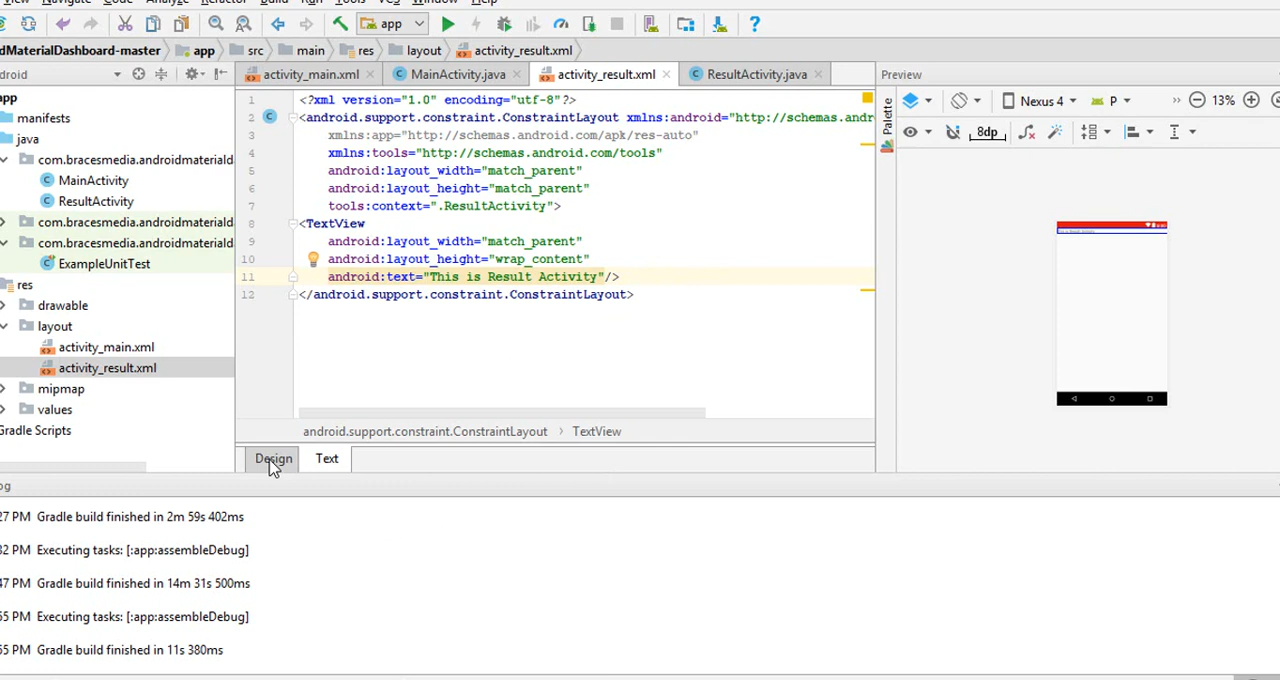 View Navigate Code Analyze Refactor Build Run Tools VCS Window Help
app
dMaterialDashboard-master app src main res layout activity_result.xml
droid
activity_main.xml MainActivity.java activity_result.xml ResultActivity.java
Preview
app
manifests
java
com.bracesmedia.androidmateriald
MainActivity
ResultActivity
com.bracesmedia.androidmateriald
com.bracesmedia.androidmateriald
ExampleUnitTest
res
drawable
layout
activity_main.xml
activity_result.xml
mipmap
values
Gradle Scripts
1 <?xml version="1.0" encoding="utf-8"?>
2 <android.support.constraint.ConstraintLayout xmlns:android="http://schemas.andr
3 xmlns:app="http://schemas.android.com/apk/res-auto"
4 xmlns:tools="http://schemas.android.com/tools"
5 android:layout_width="match_parent"
6 android:layout_height="match_parent"
7 tools:context=".ResultActivity">
8 <TextView
9 android:layout_width="match_parent"
10 android:layout_height="wrap_content"
11 android:text="This is Result Activity"/>
12 </android.support.constraint.ConstraintLayout>
android.support.constraint.ConstraintLayout › TextView
Design Text
Palette
Nexus 4 P 13%
8dp
og
27 PM Gradle build finished in 2m 59s 402ms
32 PM Executing tasks: [:app:assembleDebug]
47 PM Gradle build finished in 14m 31s 500ms
55 PM Executing tasks: [:app:assembleDebug]
55 PM Gradle build finished in 11s 380ms